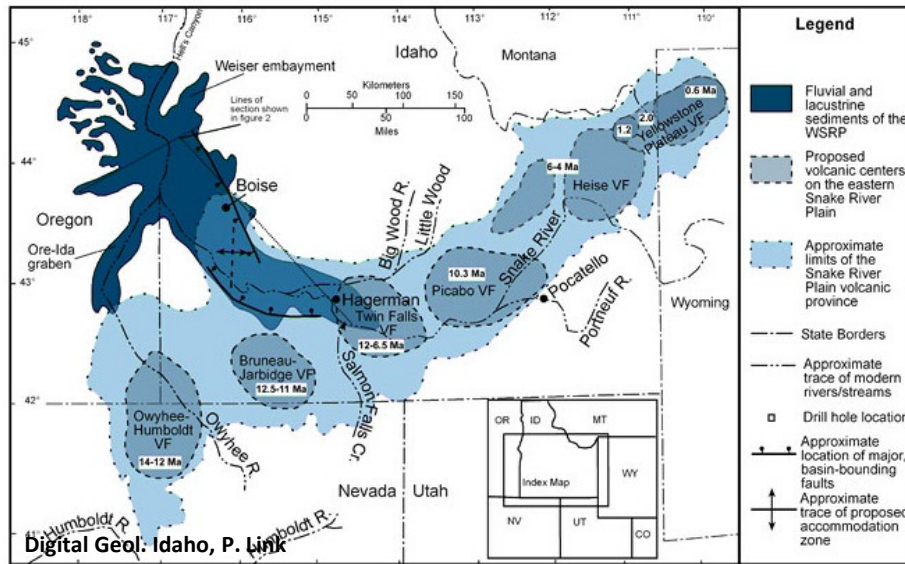 118°
117°
116°
115°
114°
113°
112°
111°
110°
45°
44°
43°
42°
41°
Hell's Canyon
Weiser embayment
Lines of
section shown
in figure 2
Idaho
Montana
Kilometers
0
50
100
150
0
50
100
Miles
0.6 Ma
2.0
1.2
Yellowstone
Plateau VF
6-4 Ma
Heise VF
Boise
Oregon
Ore-Ida
graben
Big Wood R.
Little Wood
Snake River
10.3 Ma
Picabo VF
Pocatello
Portneuf R.
Wyoming
Hagerman
Twin Falls
VF
12-6.5 Ma
Bruneau-
Jarbidge VF
12.5-11 Ma
Salmon Falls Cr.
Owyhee-
Humboldt
VF
14-12 Ma
Owyhee R.
Nevada
Utah
Humboldt R.
Humboldt R.
OR
ID
MT
WY
Index Map
NV
UT
CO
Digital Geol. Idaho, P. Link
Legend
Fluvial and
lacustrine
sediments of the
WSRP
Proposed
volcanic centers
on the eastern
Snake River
Plain
Approximate
limits of the
Snake River
Plain volcanic
province
State Borders
Approximate
trace of modern
rivers/streams
Drill hole location
Approximate
location of major,
basin-bounding
faults
Approximate
trace of proposed
accommodation
zone